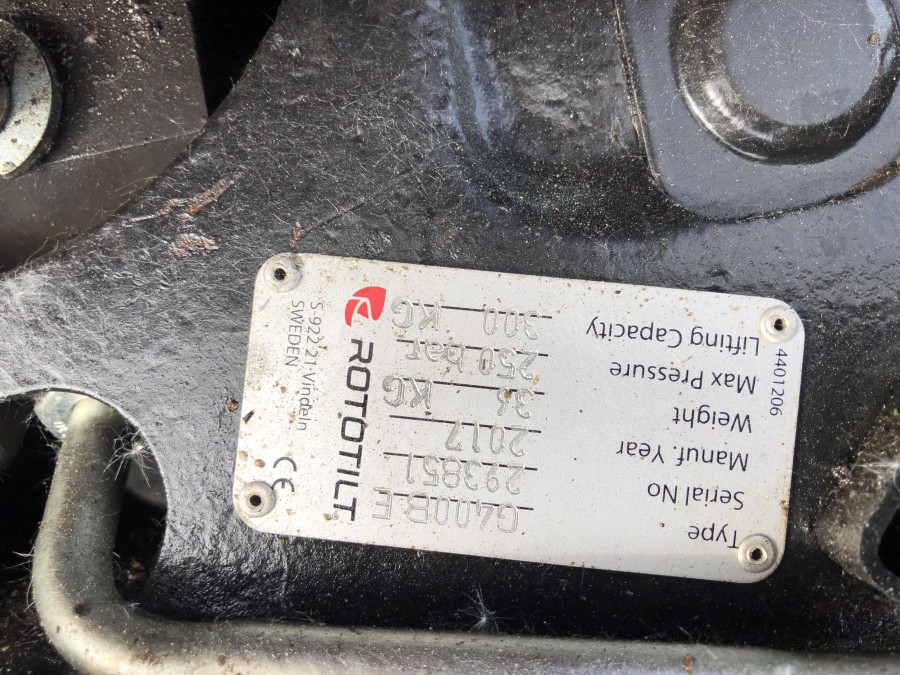 Type G400B E
Serial No 293851
Manuf. Year 2017
Weight 36 KG
Max Pressure 250 bar
Lifting Capacity 300 KG
4401206
ROTOTILT
CE
S-922 21 Vindeln
SWEDEN